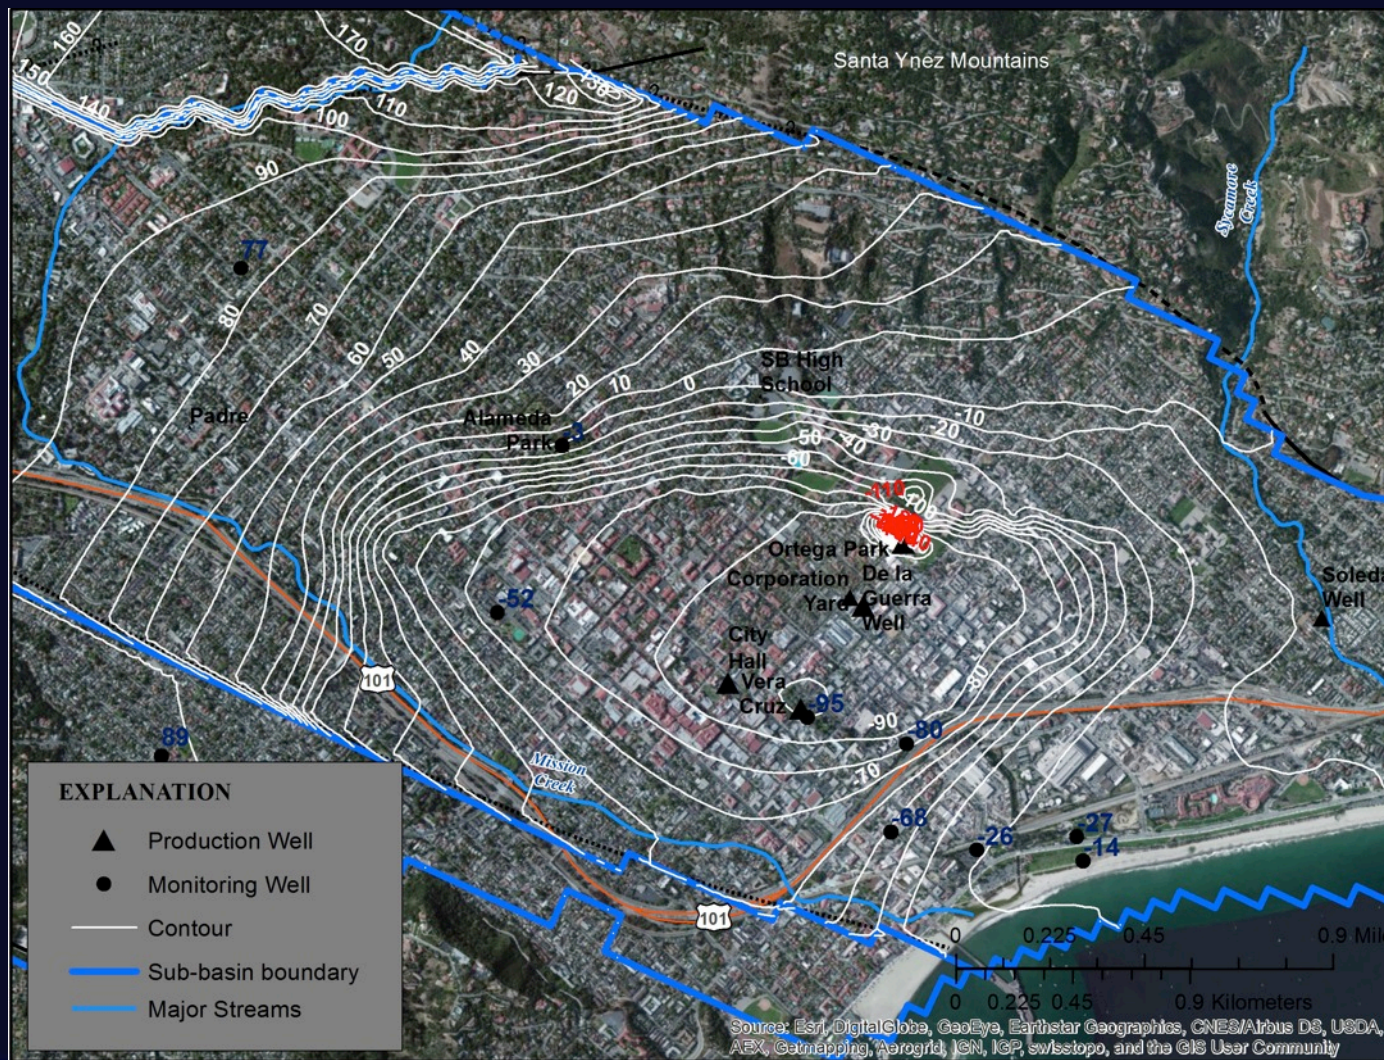 160
170
150
140
130
120
110
100
90
Santa Ynez Mountains
Sycamore
Creek
77
80
70
60
50
40
30
20
10
0
SB High
School
Padre
Alameda
Park
-3
-10
-20
-30
-40
-50
-60
-110
-100
Ortega Park
Corporation
Yard
De la
Guerra
Well
-52
City
Hall
Vera
Cruz
-95
-80
-90
-80
-70
Well
101
Mission
Creek
89
-68
-26
-27
-14
101
EXPLANATION
Production Well
Monitoring Well
Contour
Sub-basin boundary
Major Streams
0 0.225 0.45 0.9 Mile
0 0.225 0.45 0.9 Kilometers
Source: Esri, DigitalGlobe, GeoEye, Earthstar Geographics, CNES/Airbus DS, USDA,
AEX, Getmapping, Aerogrid, IGN, IGP, swisstopo, and the GIS User Community